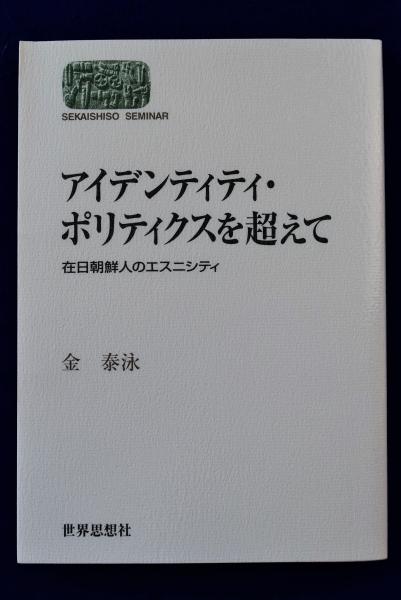 SEKAISHISO SEMINAR
アイデンティティ・
ポリティクスを超えて
在日朝鮮人のエスニシティ
金 泰泳
世界思想社